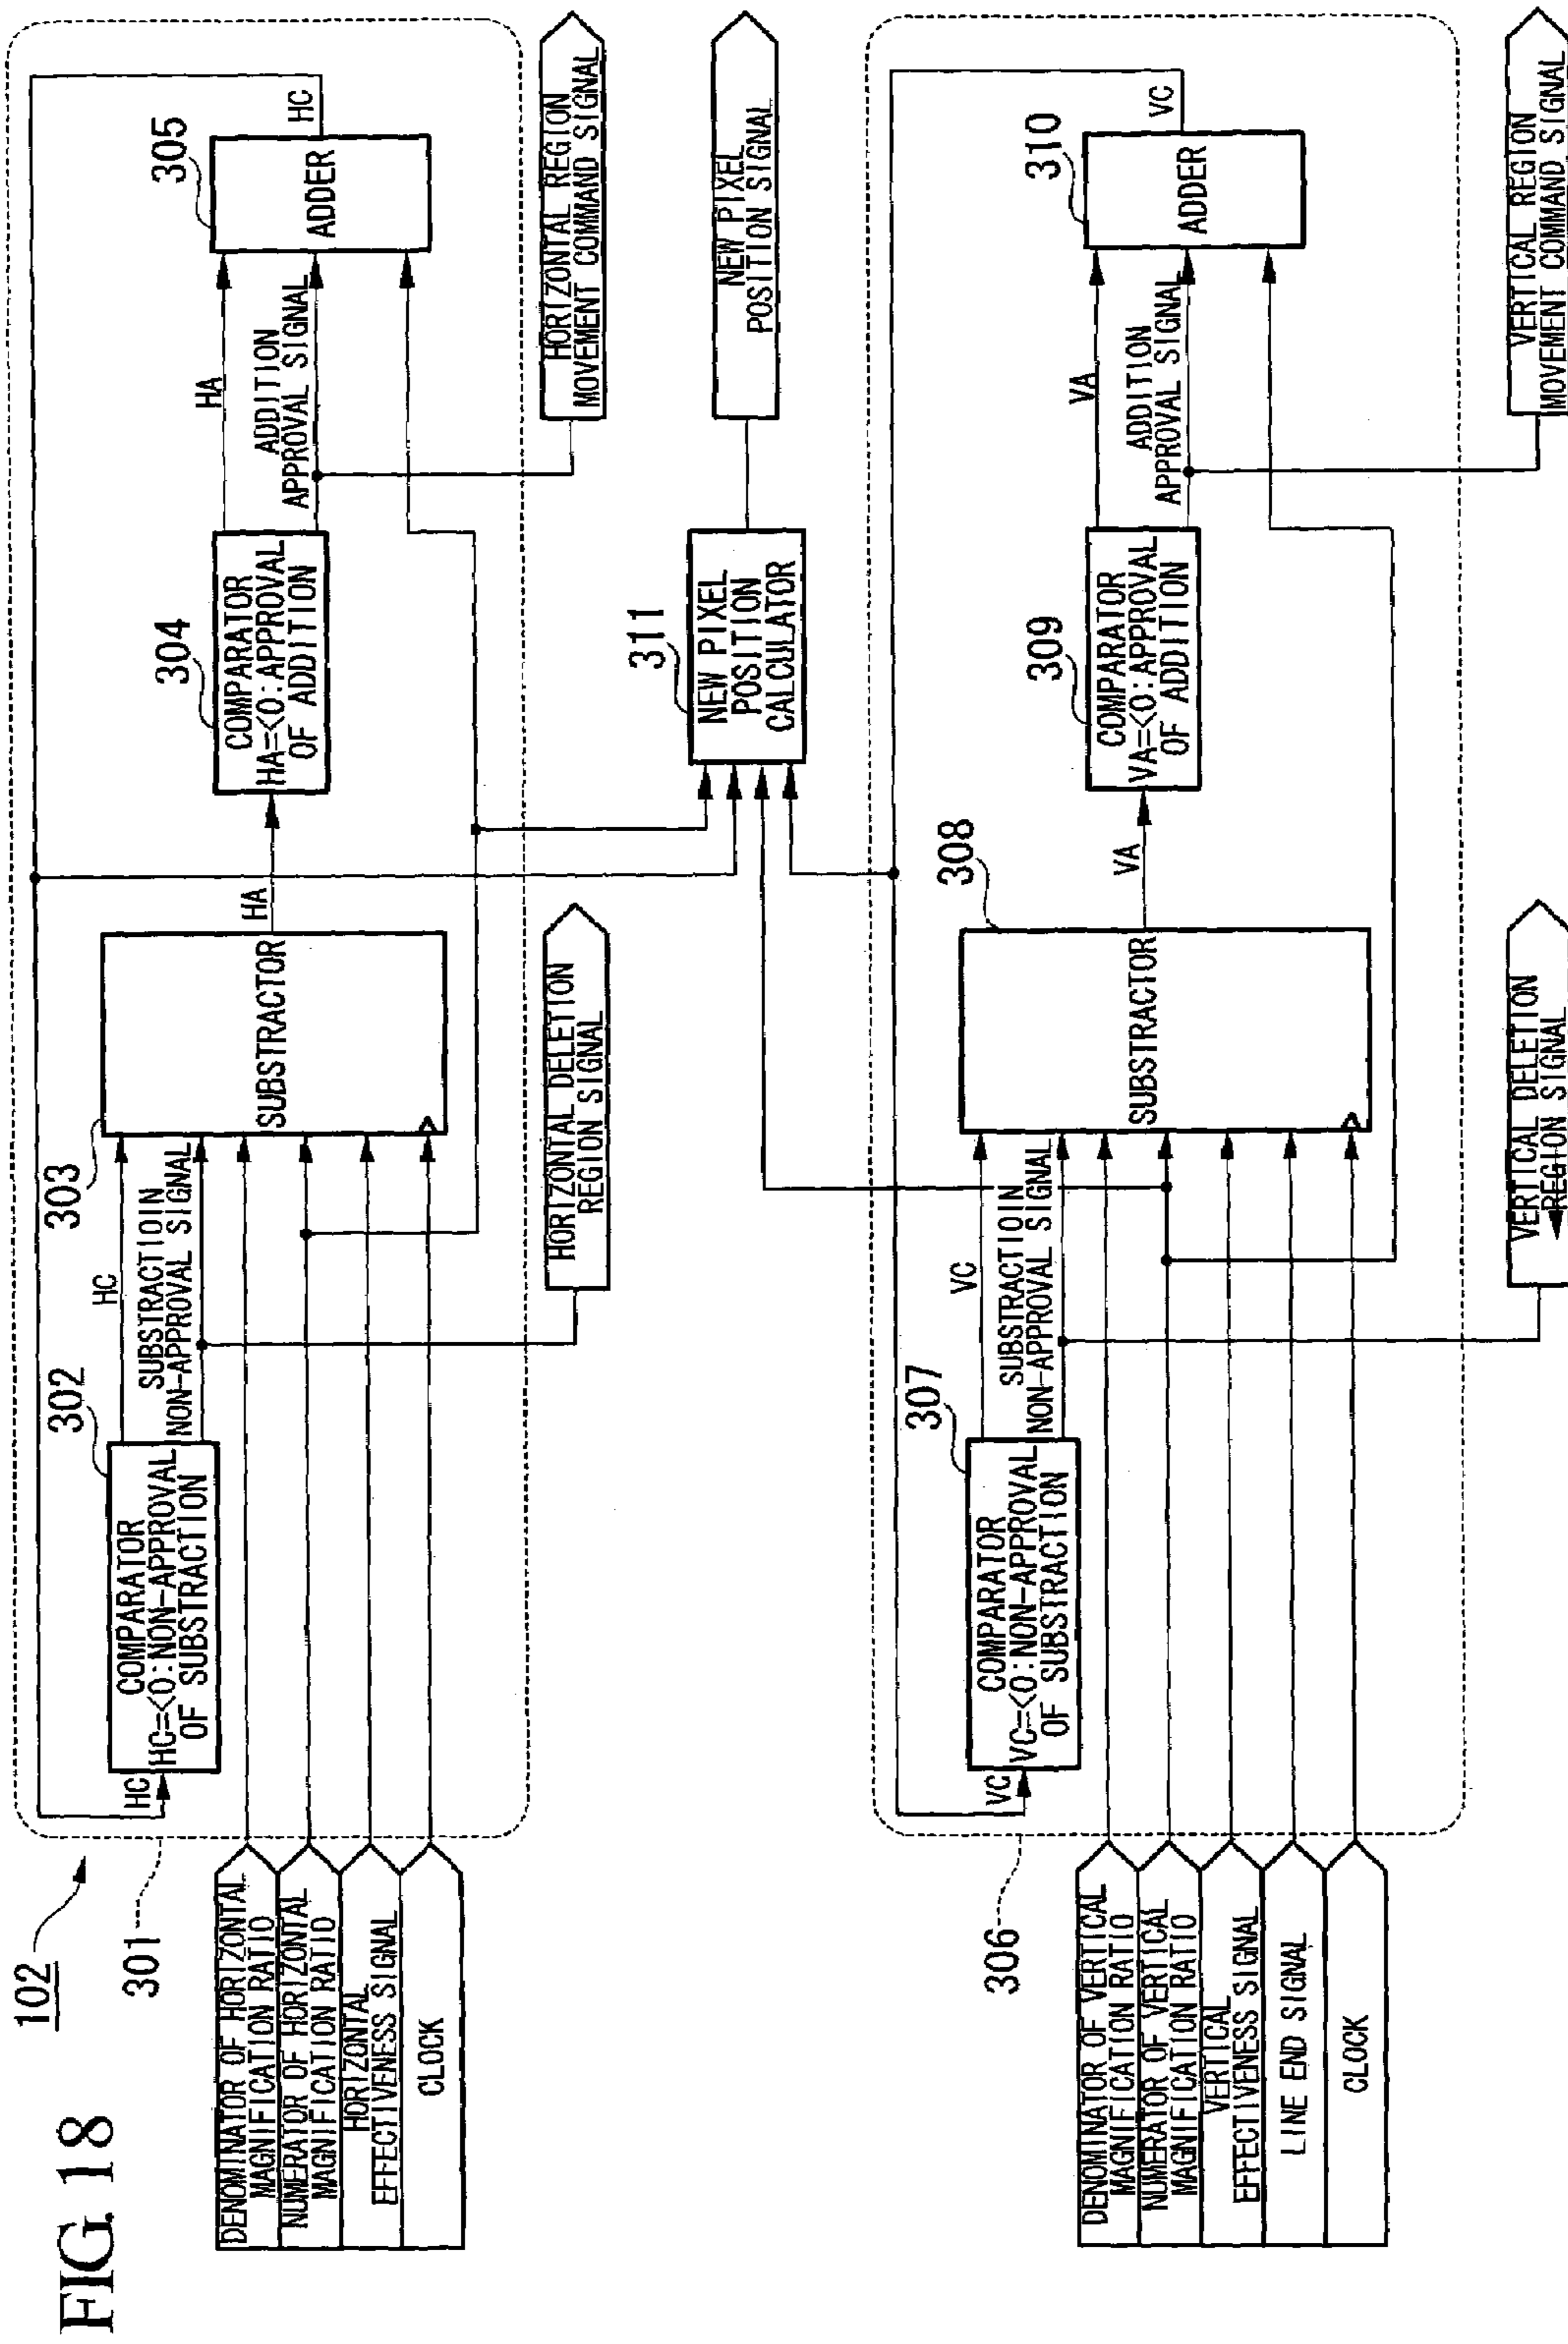 FIG. 18
102
301
DENOMINATOR OF HORIZONTAL
MAGNIFICATION RATIO
NUMERATOR OF HORIZONTAL
MAGNIFICATION RATIO
HORIZONTAL
EFFECTIVENESS SIGNAL
CLOCK
HC
302
COMPARATOR
HC=<0:NON-APPROVAL
OF SUBSTRACTION
HC
SUBSTRACTIOIN
NON-APPROVAL SIGNAL
303
SUBSTRACTOR
HORIZONTAL DELETION
REGION SIGNAL
HA
304
COMPARATOR
HA=<0:APPROVAL
OF ADDITION
HA
ADDITION
APPROVAL SIGNAL
305
ADDER
HC
HORIZONTAL REGION
MOVEMENT COMMAND SIGNAL
311
NEW PIXEL
POSITION
CALCULATOR
NEW PIXEL
POSITION SIGNAL
306
DENOMINATOR OF VERTICAL
MAGNIFICATION RATIO
NUMERATOR OF VERTICAL
MAGNIFICATION RATIO
VERTICAL
EFFECTIVENESS SIGNAL
LINE END SIGNAL
CLOCK
VC
307
COMPARATOR
VC=<0:NON-APPROVAL
OF SUBSTRACTION
VC
SUBSTRACTIOIN
NON-APPROVAL SIGNAL
308
SUBSTRACTOR
VERTICAL DELETION
REGION SIGNAL
VA
309
COMPARATOR
VA=<0:APPROVAL
OF ADDITION
VA
ADDITION
APPROVAL SIGNAL
310
ADDER
VC
VERTICAL REGION
MOVEMENT COMMAND SIGNAL